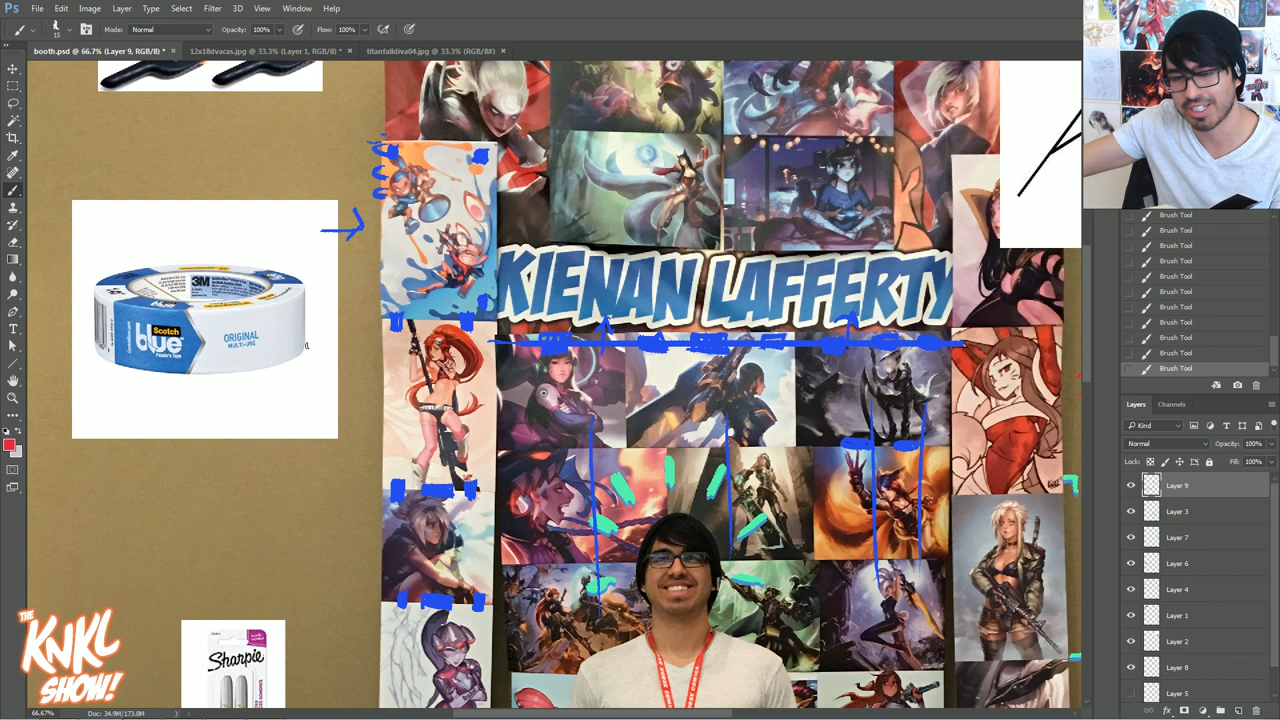 Ps File Edit Image Layer Type Select Filter 3D View Window Help
15 Mode: Normal Opacity: 100% Flow: 100%
booth.psd @ 66.7% (Layer 9, RGB/8) * × 12x18dvacas.jpg @ 33.3% (Layer 1, RGB/8) * × titanfalldiva04.jpg @ 33.3% (RGB/8#) ×
KIENAN LAFFERTY
3M
Scotch
blue
Painter's Tape
ORIGINAL
MULTI-USE
Sharpie
THE
KNKL
SHOW!
Brush Tool
Brush Tool
Brush Tool
Brush Tool
Brush Tool
Brush Tool
Brush Tool
Brush Tool
Brush Tool
Brush Tool
Brush Tool
Layers Channels
Kind
Normal Opacity: 100%
Lock: Fill: 100%
Layer 9
Layer 3
Layer 7
Layer 6
Layer 4
Layer 1
Layer 2
Layer 8
Layer 5
66.67% Doc: 34.9M/173.8M